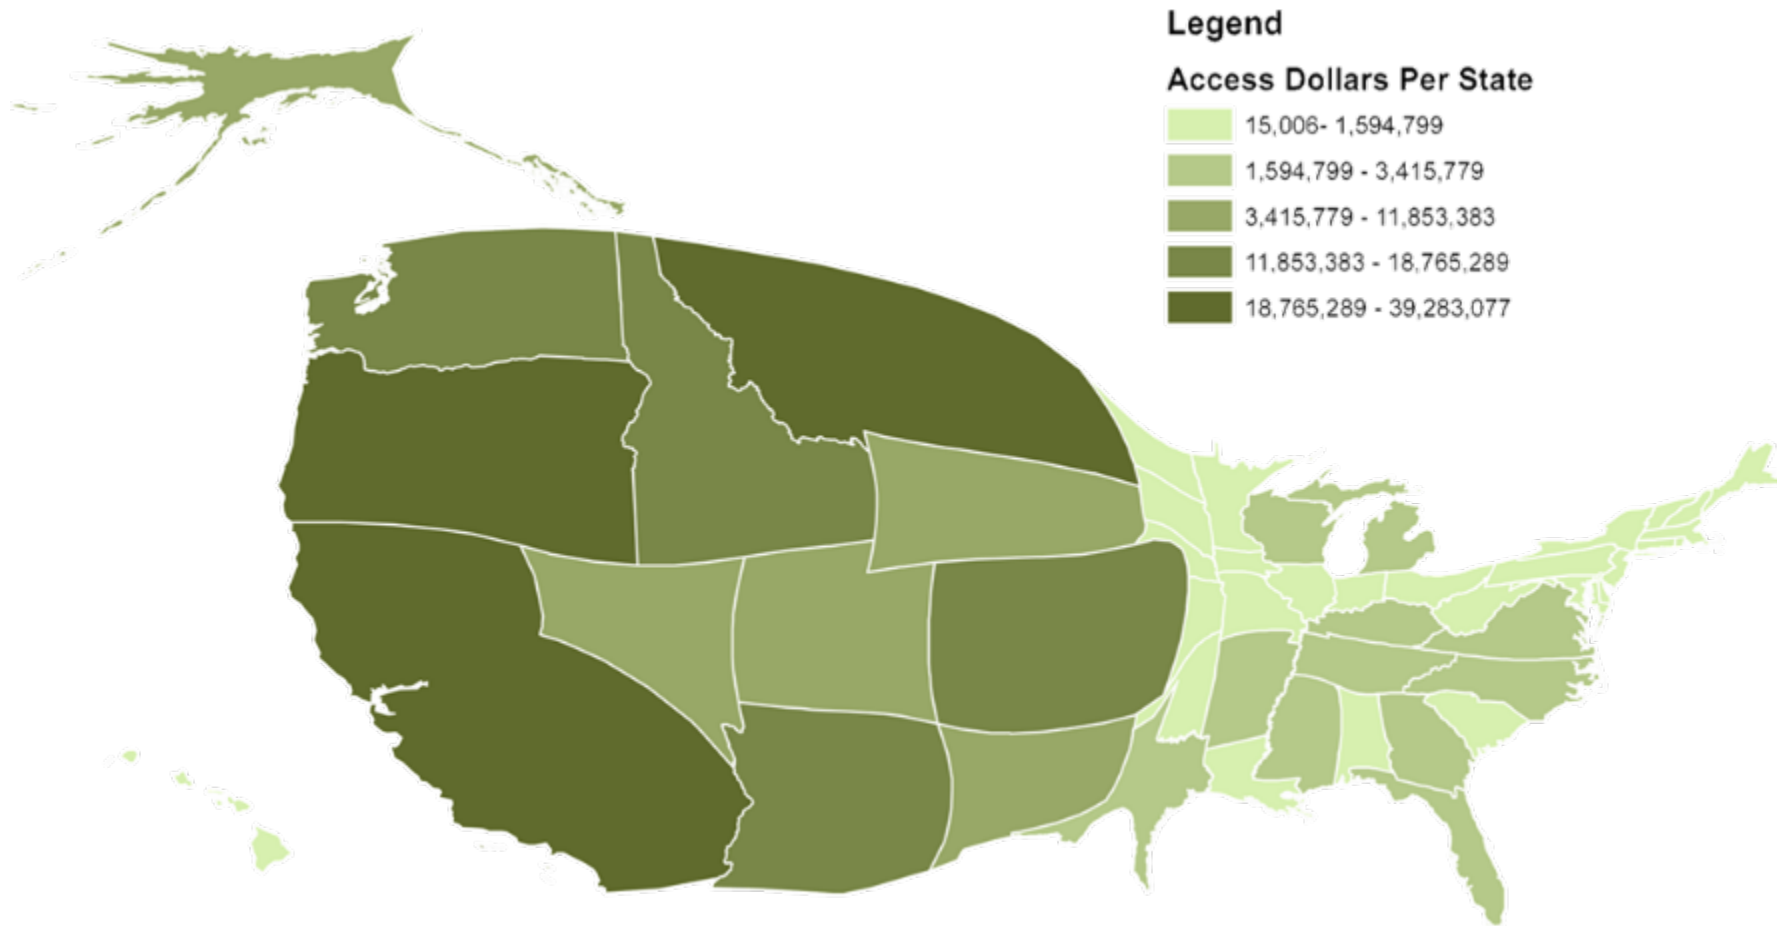 Legend
Access Dollars Per State
15,006- 1,594,799
1,594,799 - 3,415,779
3,415,779 - 11,853,383
11,853,383 - 18,765,289
18,765,289 - 39,283,077